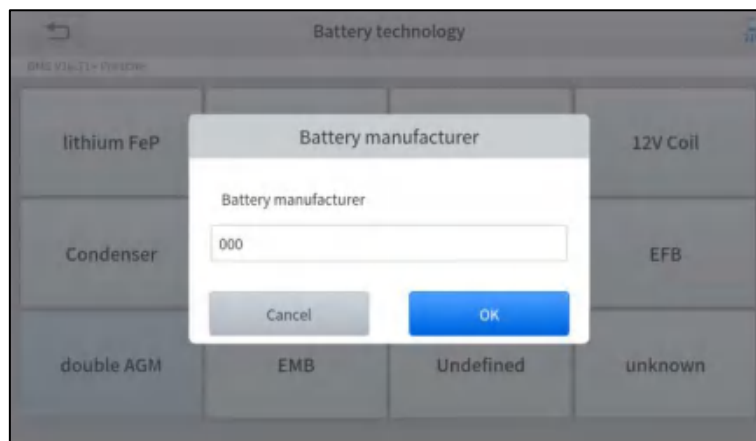 Battery technology
lithium FeP
12V Coil
Battery manufacturer
Battery manufacturer
000
Condenser
EFB
Cancel
OK
double AGM
EMB
Undefined
unknown